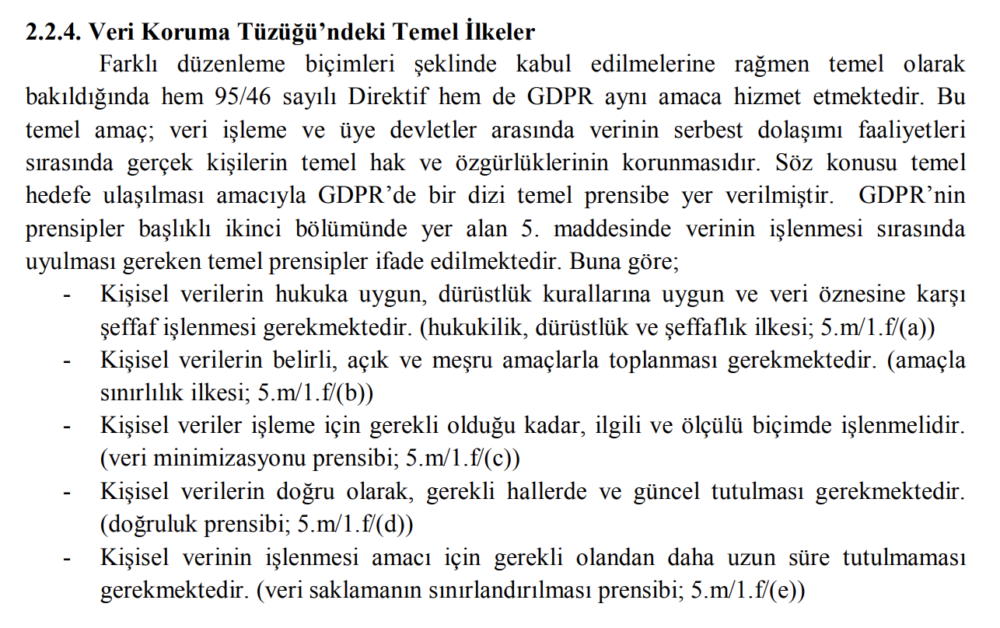 2.2.4. Veri Koruma Tüzüğü’ndeki Temel İlkeler
Farklı düzenleme biçimleri şeklinde kabul edilmelerine rağmen temel olarak
bakıldığında hem 95/46 sayılı Direktif hem de GDPR aynı amaca hizmet etmektedir. Bu
temel amaç; veri işleme ve üye devletler arasında verinin serbest dolaşımı faaliyetleri
sırasında gerçek kişilerin temel hak ve özgürlüklerinin korunmasıdır. Söz konusu temel
hedefe ulaşılması amacıyla GDPR’de bir dizi temel prensibe yer verilmiştir. GDPR’nin
prensipler başlıklı ikinci bölümünde yer alan 5. maddesinde verinin işlenmesi sırasında
uyulması gereken temel prensipler ifade edilmektedir. Buna göre;
- Kişisel verilerin hukuka uygun, dürüstlük kurallarına uygun ve veri öznesine karşı
şeffaf işlenmesi gerekmektedir. (hukukilik, dürüstlük ve şeffaflık ilkesi; 5.m/1.f/(a))
- Kişisel verilerin belirli, açık ve meşru amaçlarla toplanması gerekmektedir. (amaçla
sınırlılık ilkesi; 5.m/1.f/(b))
- Kişisel veriler işleme için gerekli olduğu kadar, ilgili ve ölçülü biçimde işlenmelidir.
(veri minimizasyonu prensibi; 5.m/1.f/(c))
- Kişisel verilerin doğru olarak, gerekli hallerde ve güncel tutulması gerekmektedir.
(doğruluk prensibi; 5.m/1.f/(d))
- Kişisel verinin işlenmesi amacı için gerekli olandan daha uzun süre tutulmaması
gerekmektedir. (veri saklamanın sınırlandırılması prensibi; 5.m/1.f/(e))